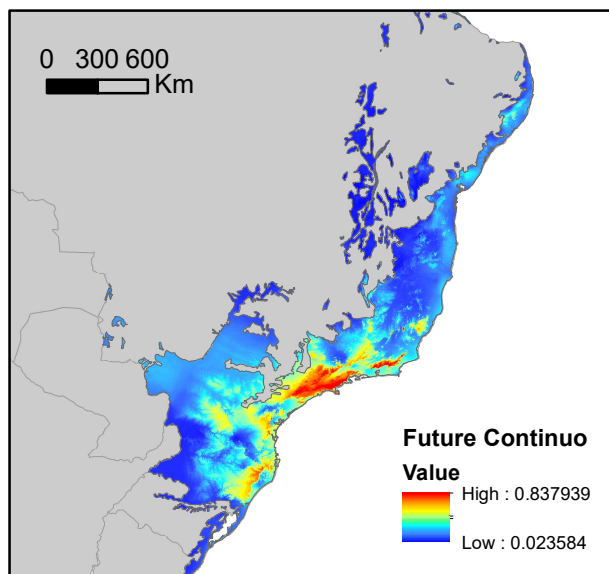 0 300 600
Km
Future Continuo
Value
High : 0.837939
Low : 0.023584